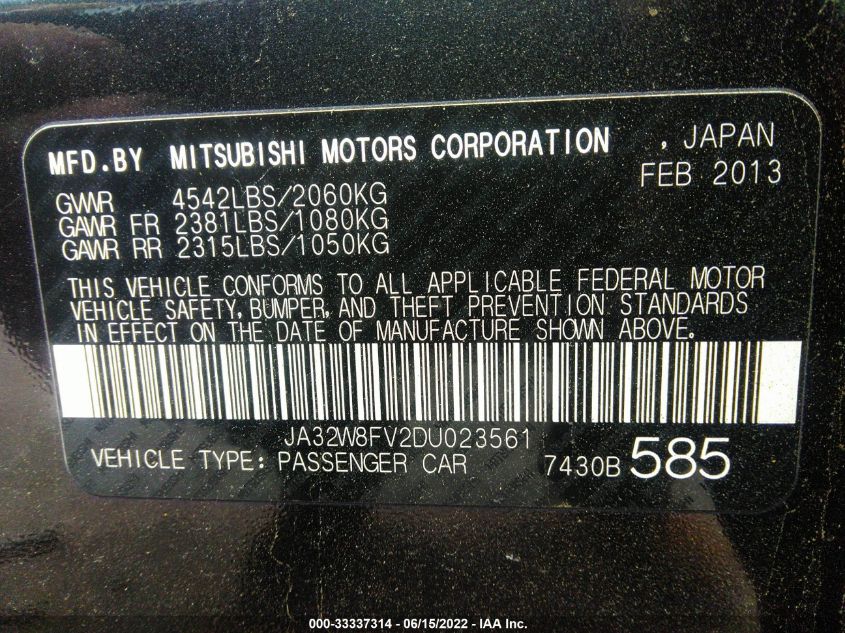 MFD.BY MITSUBISHI MOTORS CORPORATION , JAPAN
FEB 2013
GVWR 4542LBS/2060KG
GAWR FR 2381LBS/1080KG
GAWR RR 2315LBS/1050KG
THIS VEHICLE CONFORMS TO ALL APPLICABLE FEDERAL MOTOR
VEHICLE SAFETY, BUMPER, AND THEFT PREVENTION STANDARDS
IN EFFECT ON THE DATE OF MANUFACTURE SHOWN ABOVE.
JA32W8FV2DU023561
VEHICLE TYPE: PASSENGER CAR 7430B 585
000-33337314 - 06/15/2022 - IAA Inc.